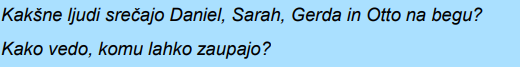 Kakšne ljudi srečajo Daniel, Sarah, Gerda in Otto na begu?
Kako vedo, komu lahko zaupajo?